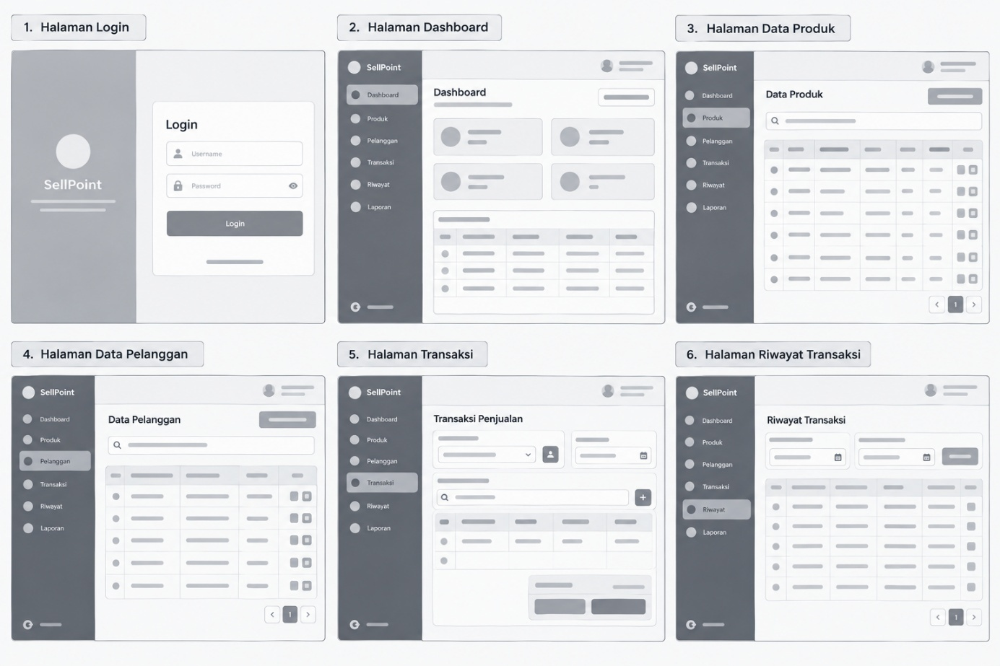 1. Halaman Login
SellPoint
Login
Username
Password
Login
2. Halaman Dashboard
SellPoint
Dashboard
Produk
Pelanggan
Transaksi
Riwayat
Laporan
Dashboard
3. Halaman Data Produk
SellPoint
Dashboard
Produk
Pelanggan
Transaksi
Riwayat
Laporan
Data Produk
1
4. Halaman Data Pelanggan
SellPoint
Dashboard
Produk
Pelanggan
Transaksi
Riwayat
Laporan
Data Pelanggan
1
5. Halaman Transaksi
SellPoint
Dashboard
Produk
Pelanggan
Transaksi
Riwayat
Laporan
Transaksi Penjualan
6. Halaman Riwayat Transaksi
SellPoint
Dashboard
Produk
Pelanggan
Transaksi
Riwayat
Laporan
Riwayat Transaksi
1